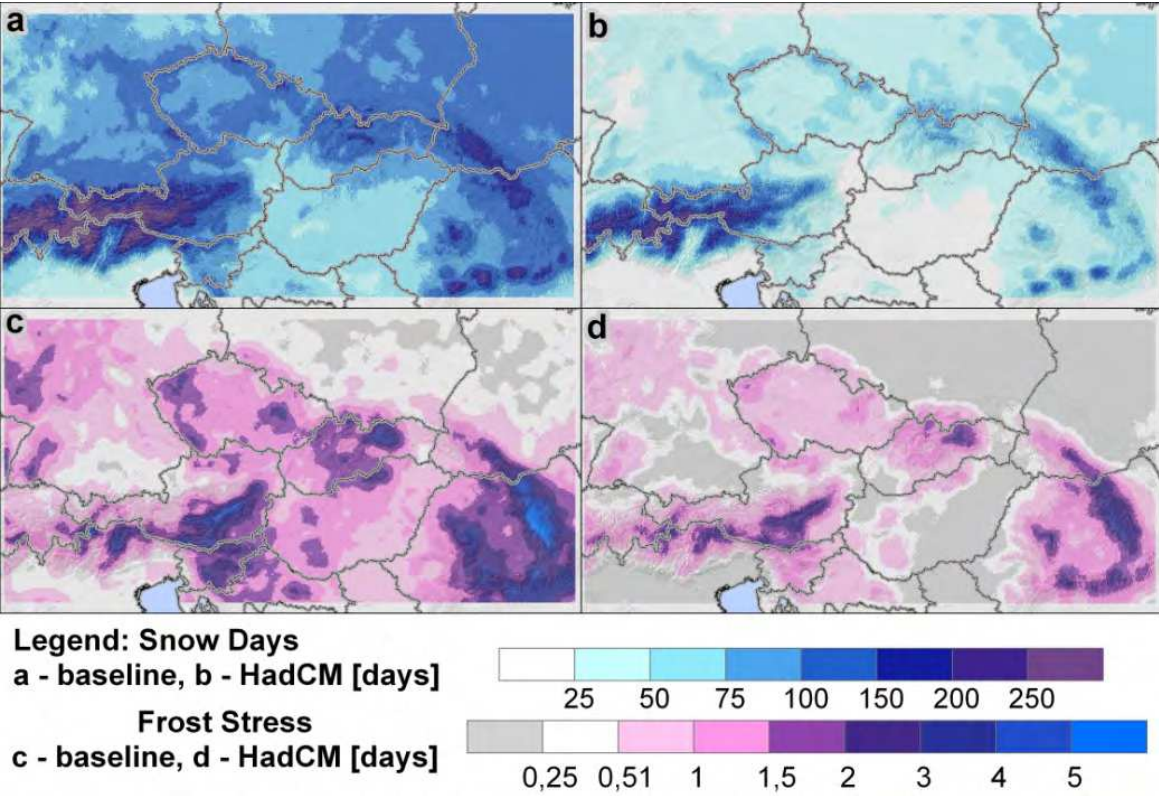 a
b
c
d
Legend: Snow Days
a - baseline, b - HadCM [days]
25 50 75 100 150 200 250
Frost Stress
c - baseline, d - HadCM [days]
0,25 0,51 1 1,5 2 3 4 5